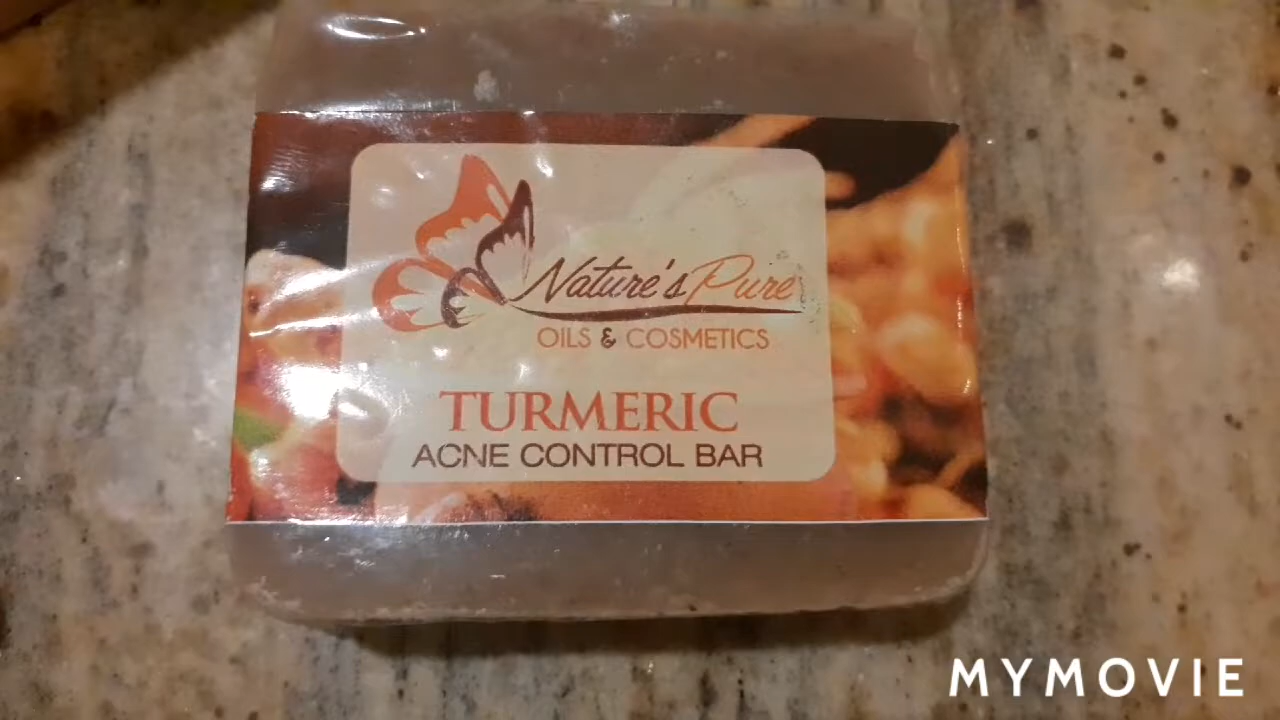 Nature's Pure
OILS & COSMETICS
TURMERIC
ACNE CONTROL BAR
MYMOVIE